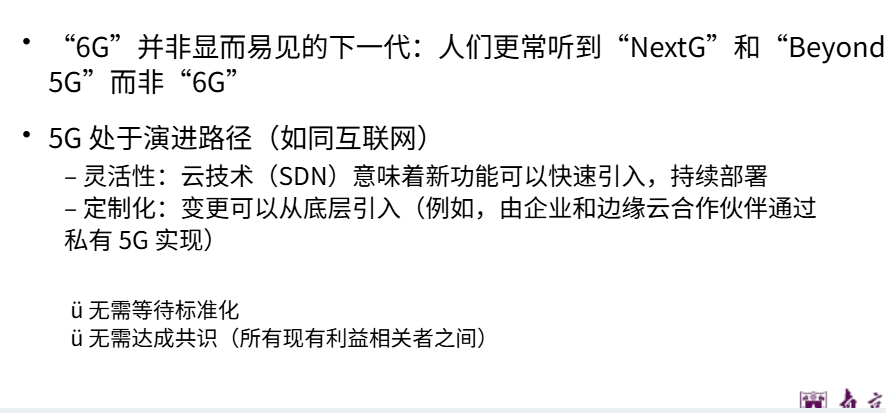 • “6G”并非显而易见的下一代：人们更常听到“NextG”和“Beyond
5G”而非“6G”
• 5G 处于演进路径（如同互联网）
– 灵活性：云技术（SDN）意味着新功能可以快速引入，持续部署
– 定制化：变更可以从底层引入（例如，由企业和边缘云合作伙伴通过
私有 5G 实现）
ü 无需等待标准化
ü 无需达成共识（所有现有利益相关者之间）